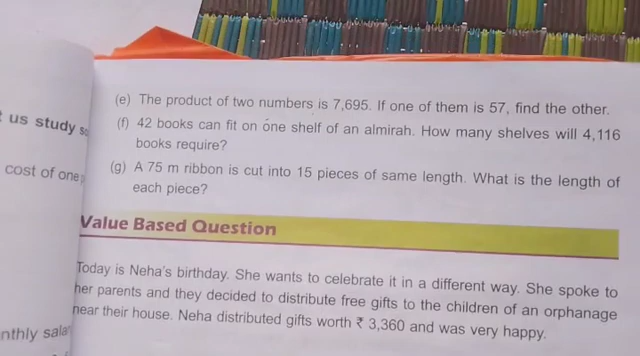 (e) The product of two numbers is 7,695. If one of them is 57, find the other.
(f) 42 books can fit on one shelf of an almirah. How many shelves will 4,116
books require?
(g) A 75 m ribbon is cut into 15 pieces of same length. What is the length of
each piece?
Value Based Question
Today is Neha's birthday. She wants to celebrate it in a different way. She spoke to
her parents and they decided to distribute free gifts to the children of an orphanage
near their house. Neha distributed gifts worth ₹ 3,360 and was very happy.
us study
cost of one